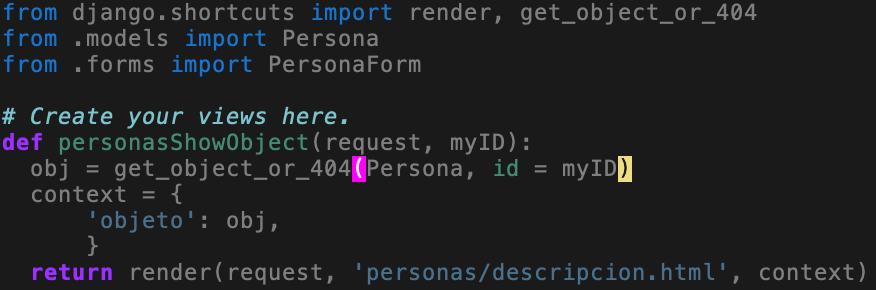 from django.shortcuts import render, get_object_or_404
from .models import Persona
from .forms import PersonaForm

# Create your views here.
def personasShowObject(request, myID):
  obj = get_object_or_404(Persona, id = myID)
  context = {
      'objeto': obj,
      }
  return render(request, 'personas/descripcion.html', context)